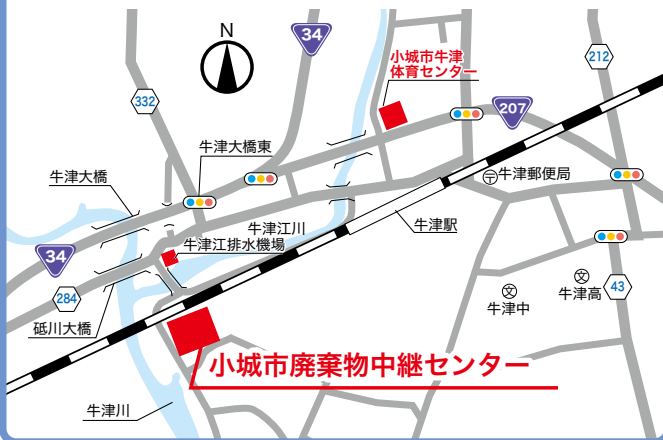 N
34
小城市牛津
体育センター
212
332
207
牛津大橋東
牛津大橋
〒牛津郵便局
牛津江川
牛津駅
牛津江排水機場
34
284
文
文
43
牛津中
牛津高
砥川大橋
小城市廃棄物中継センター
牛津川